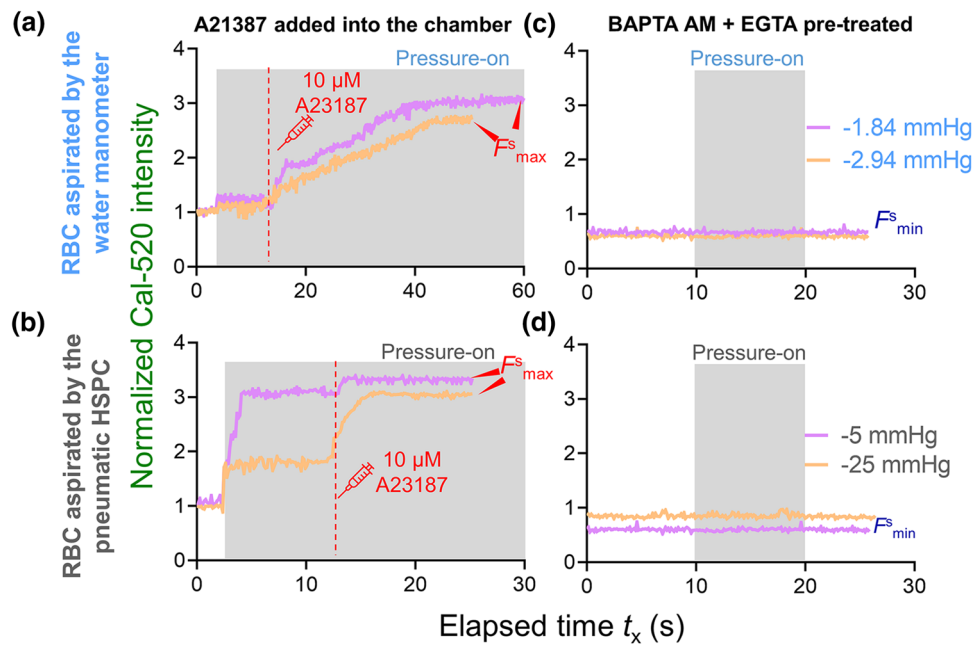 (a)
A21387 added into the chamber
RBC aspirated by the
water manometer
Normalized Cal-520 intensity
4
3
2
1
0
0
20
40
60
Pressure-on
10 µM
A23187
Fˢmax
(c)
BAPTA AM + EGTA pre-treated
4
3
2
1
0
0
10
20
30
Pressure-on
-1.84 mmHg
-2.94 mmHg
Fˢmin
(b)
RBC aspirated by the
pneumatic HSPC
4
3
2
1
0
0
10
20
30
Pressure-on
Fˢmax
10 µM
A23187
(d)
4
3
2
1
0
0
10
20
30
Pressure-on
-5 mmHg
-25 mmHg
Fˢmin
Elapsed time tx (s)